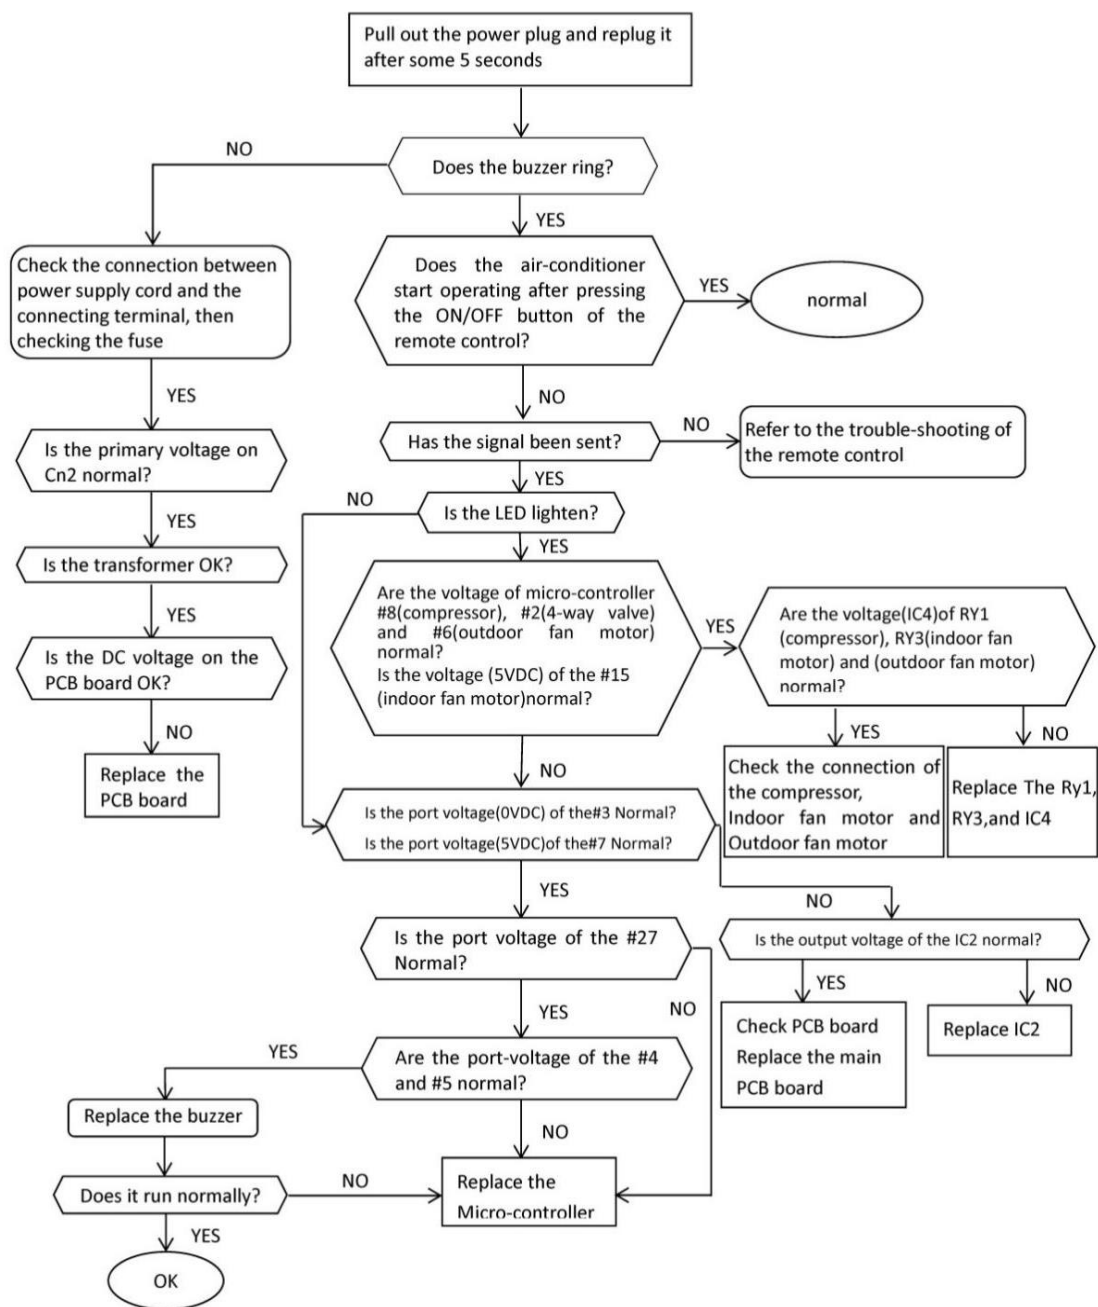 Pull out the power plug and replug it
after some 5 seconds
NO
Does the buzzer ring?
YES
Check the connection between
power supply cord and the
connecting terminal, then
checking the fuse
Does the air-conditioner
start operating after pressing
the ON/OFF button of the
remote control?
YES
normal
YES
NO
Is the primary voltage on
Cn2 normal?
Has the signal been sent?
NO
Refer to the trouble-shooting of
the remote control
YES
YES
NO
Is the LED lighten?
Is the transformer OK?
YES
YES
Are the voltage of micro-controller
#8(compressor), #2(4-way valve)
and #6(outdoor fan motor)
normal?
Is the voltage (5VDC) of the #15
(indoor fan motor)normal?
YES
Are the voltage(IC4)of RY1
(compressor), RY3(indoor fan
motor) and (outdoor fan motor)
normal?
Is the DC voltage on the
PCB board OK?
NO
Replace the
PCB board
NO
YES
NO
Check the connection of
the compressor,
Indoor fan motor and
Outdoor fan motor
Replace The Ry1,
RY3,and IC4
Is the port voltage(0VDC) of the#3 Normal?
Is the port voltage(5VDC)of the#7 Normal?
YES
NO
Is the port voltage of the #27
Normal?
Is the output voltage of the IC2 normal?
YES
NO
YES
NO
Check PCB board
Replace the main
PCB board
Replace IC2
YES
Are the port-voltage of the #4
and #5 normal?
Replace the buzzer
NO
Does it run normally?
NO
Replace the
Micro-controller
YES
OK